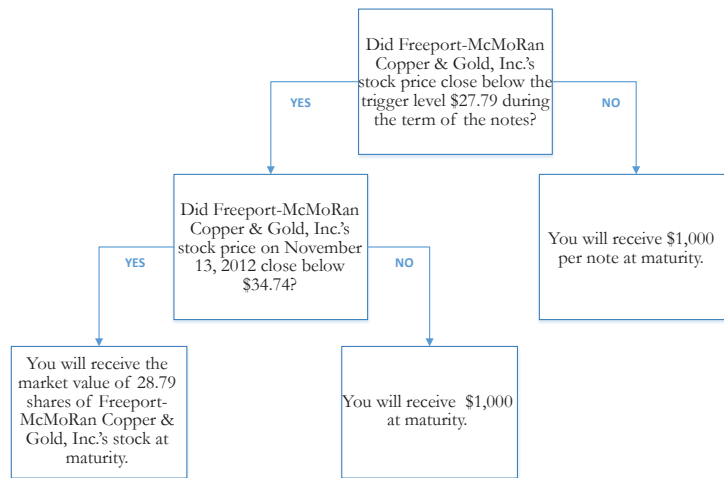 Did Freeport-McMoRan
Copper & Gold, Inc.'s
stock price close below the
trigger level $27.79 during
the term of the notes?
YES
NO
Did Freeport-McMoRan
Copper & Gold, Inc.'s
stock price on November
13, 2012 close below
$34.74?
You will receive $1,000
per note at maturity.
YES
NO
You will receive the
market value of 28.79
shares of Freeport-
McMoRan Copper &
Gold, Inc.'s stock at
maturity.
You will receive $1,000
at maturity.